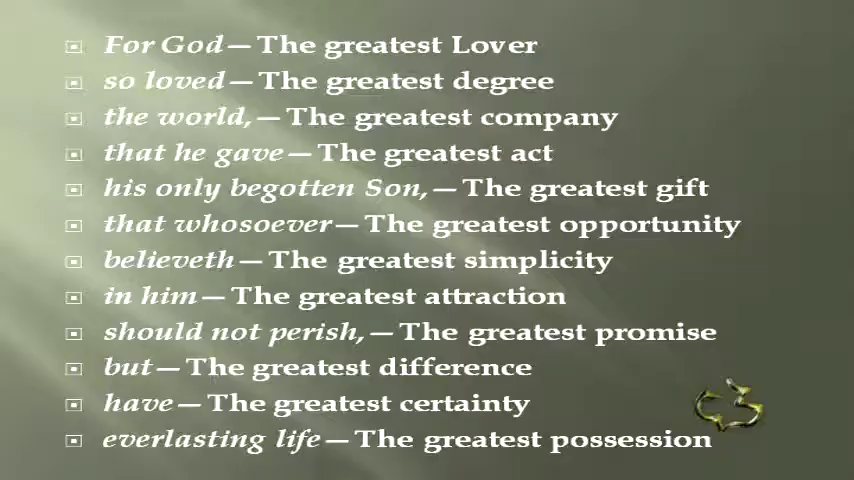 For God—The greatest Lover
so loved—The greatest degree
the world,—The greatest company
that he gave—The greatest act
his only begotten Son,—The greatest gift
that whosoever—The greatest opportunity
believeth—The greatest simplicity
in him—The greatest attraction
should not perish,—The greatest promise
but—The greatest difference
have—The greatest certainty
everlasting life—The greatest possession